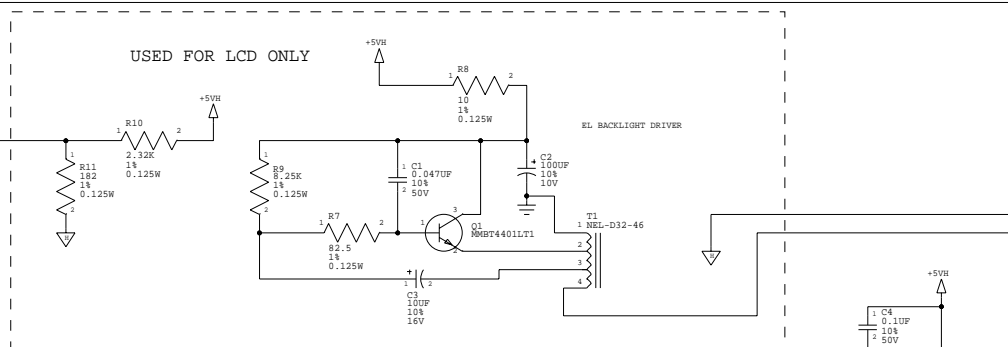 USED FOR LCD ONLY
+5VH
R8
1
2
10
1%
0.125W
EL BACKLIGHT DRIVER
+5VH
R10
1
2
2.32K
1%
0.125W
1
R11
182
1%
0.125W
2
H
1
R9
8.25K
1%
0.125W
2
1
C1
0.047UF
10%
2
50V
+
C2
100UF
10%
10V
R7
1
2
82.5
1%
0.125W
1
3
Q1
MMBT4401LT1
2
T1
NEL-D32-46
1
2
3
4
+
1
2
C3
10UF
10%
16V
H
+5VH
1
C4
0.1UF
10%
2
50V